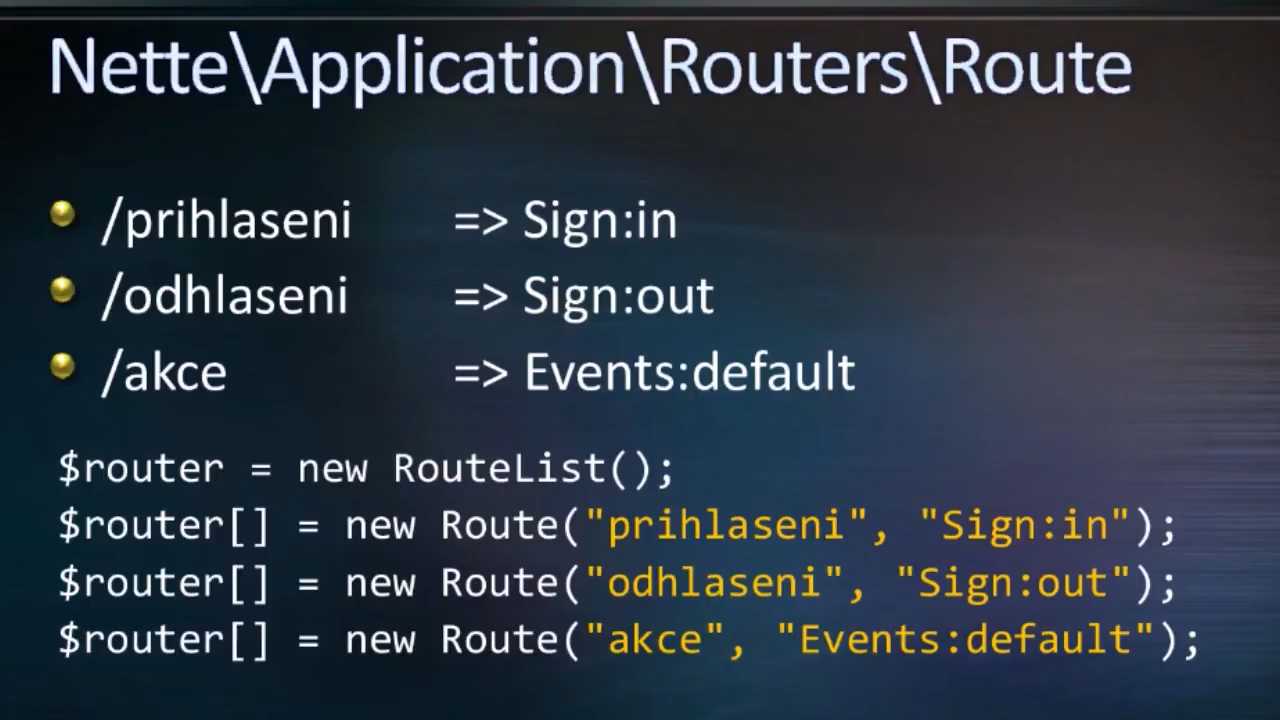 Nette\Application\Routers\Route
/prihlaseni => Sign:in
/odhlaseni => Sign:out
/akce => Events:default
$router = new RouteList();
$router[] = new Route("prihlaseni", "Sign:in");
$router[] = new Route("odhlaseni", "Sign:out");
$router[] = new Route("akce", "Events:default");